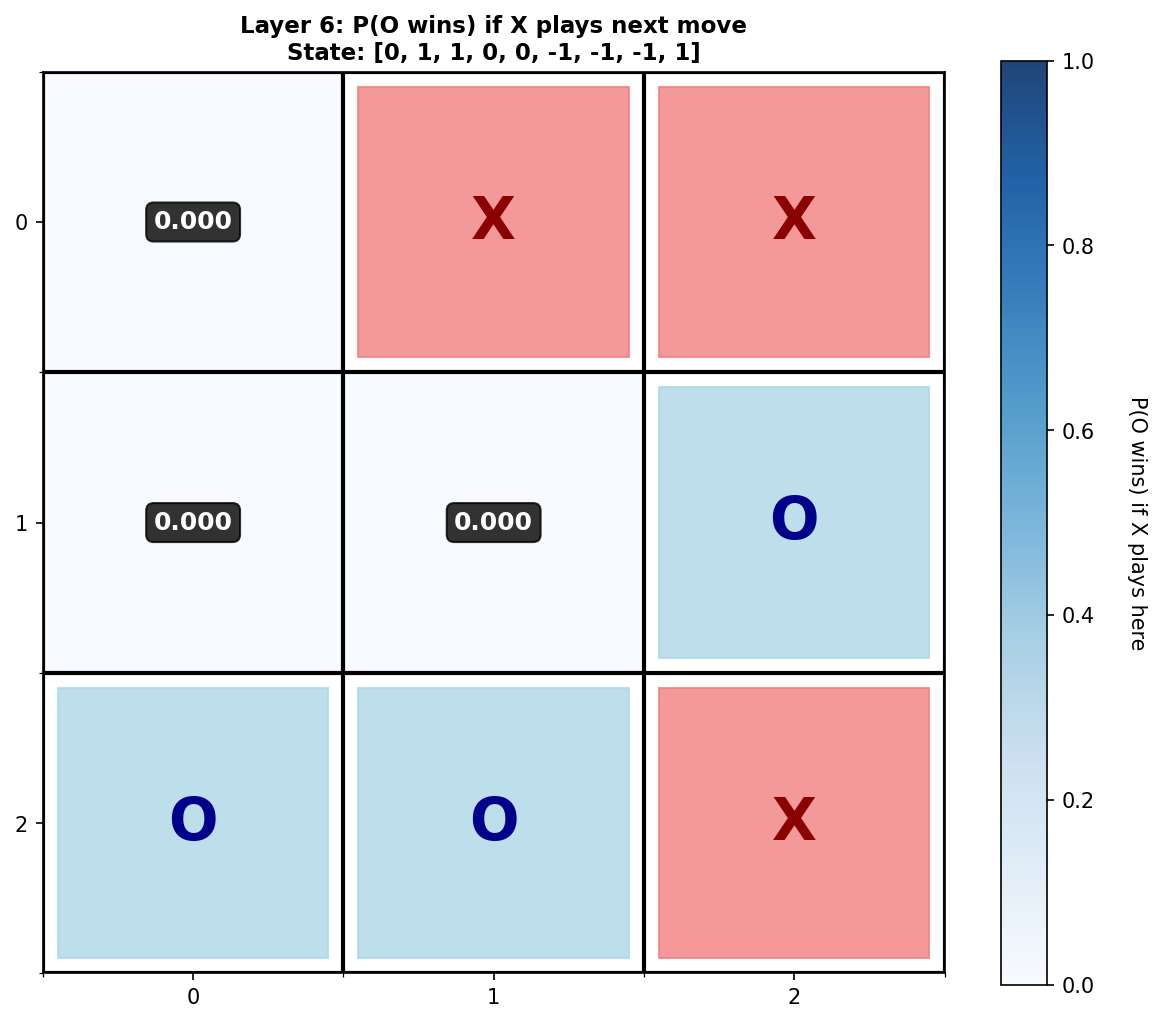 Layer 6: P(O wins) if X plays next move
State: [0, 1, 1, 0, 0, -1, -1, -1, 1]
0 0.000 X X
1 0.000 0.000 O
2 O O X
0 1 2
1.0
0.8
0.6
0.4
0.2
0.0
P(O wins) if X plays here